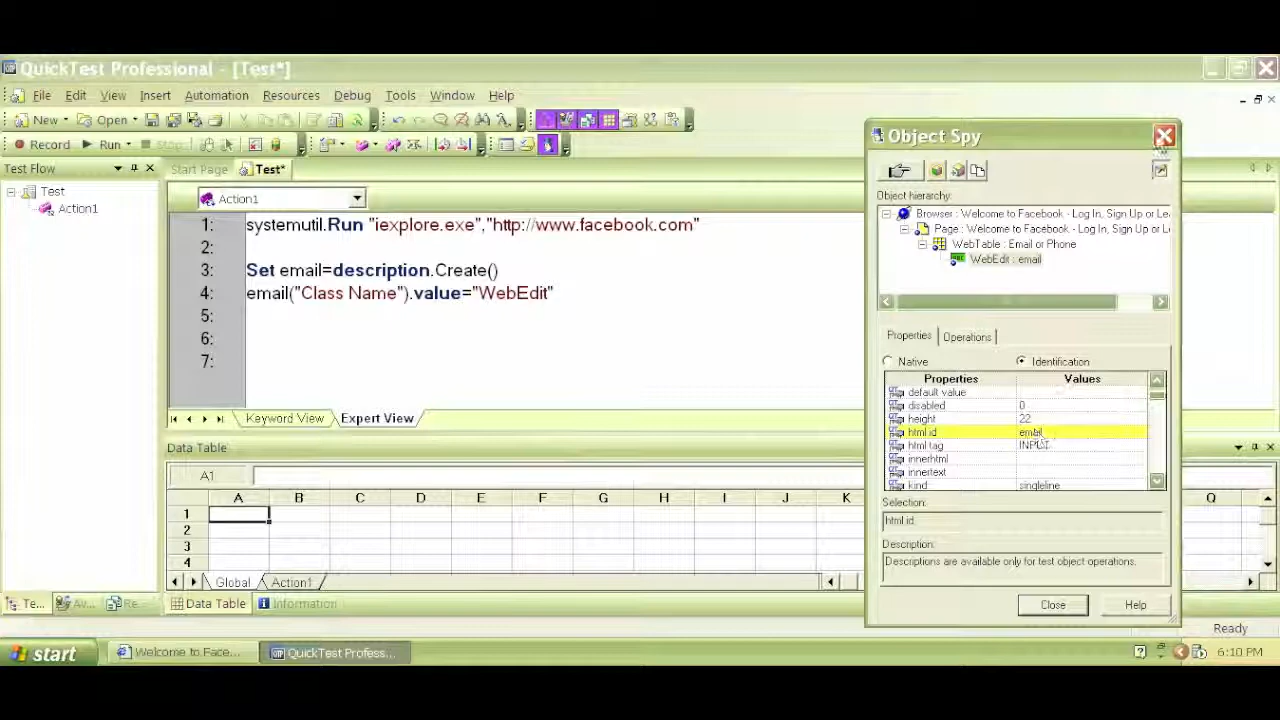 QuickTest Professional - [Test*]
File Edit View Insert Automation Resources Debug Tools Window Help
New Open
Record Run Stop
Test Flow
Start Page Test*
Test
Action1
Action1
1: systemutil.Run "iexplore.exe","http://www.facebook.com"
2:
3: Set email=description.Create()
4: email("Class Name").value="WebEdit"
5:
6:
7:
Keyword View Expert View
Data Table
A1
A B C D E F G H I J K Q
1
2
3
4
Global Action1
Te... Av... Re...
Data Table Information
Object Spy
Object hierarchy:
Browser : Welcome to Facebook - Log In, Sign Up or Le
Page : Welcome to Facebook - Log In, Sign Up or Le
WebTable : Email or Phone
WebEdit : email
Properties Operations
Native Identification
Properties Values
default value
disabled 0
height 22
html id email
html tag INPUT
innerhtml
innertext
kind singleline
Selection:
html id
Description:
Descriptions are available only for test object operations.
Close Help
Ready
start Welcome to Face... QuickTest Profess... 6:10 PM